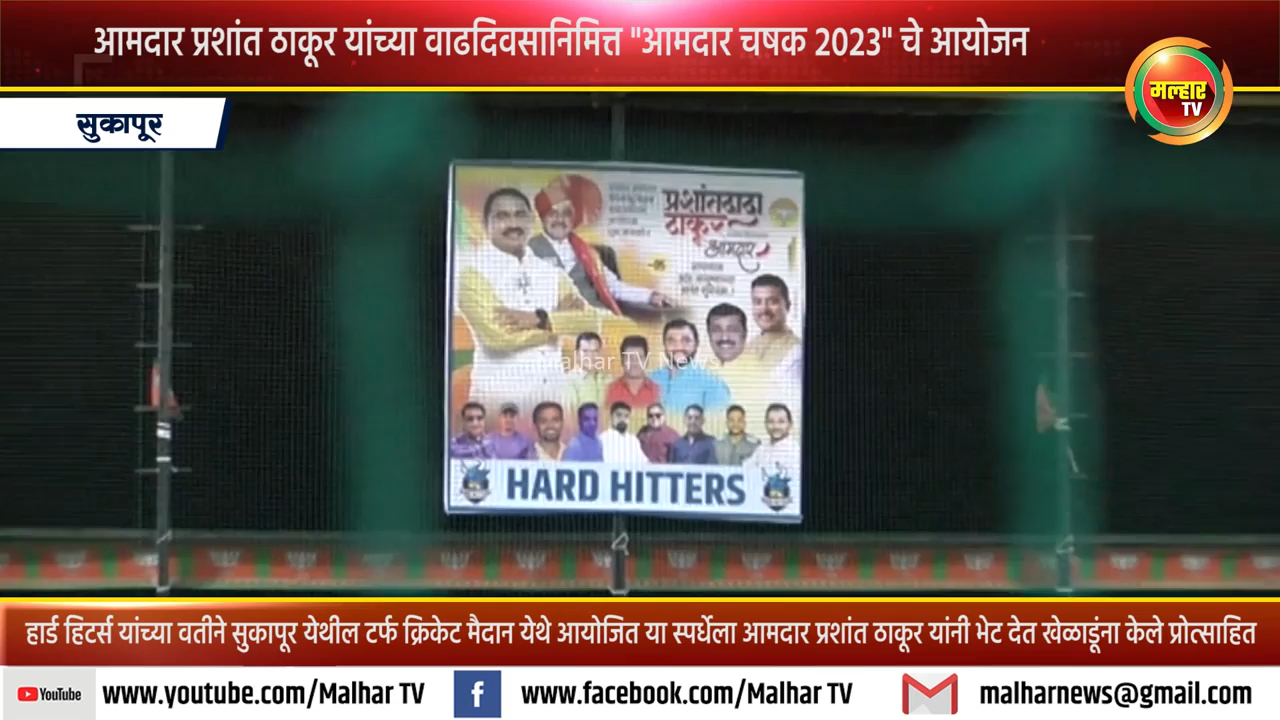 आमदार प्रशांत ठाकूर यांच्या वाढदिवसानिमित्त "आमदार चषक 2023" चे आयोजन
मल्हार
TV
सुकापूर
प्रशांतदादा
ठाकूर
आमदार
Malhar TV News
HARD HITTERS
हार्ड हिटर्स यांच्या वतीने सुकापूर येथील टर्फ क्रिकेट मैदान येथे आयोजित या स्पर्धेला आमदार प्रशांत ठाकूर यांनी भेट देत खेळाडूंना केले प्रोत्साहित
YouTube www.youtube.com/Malhar TV www.facebook.com/Malhar TV malharnews@gmail.com